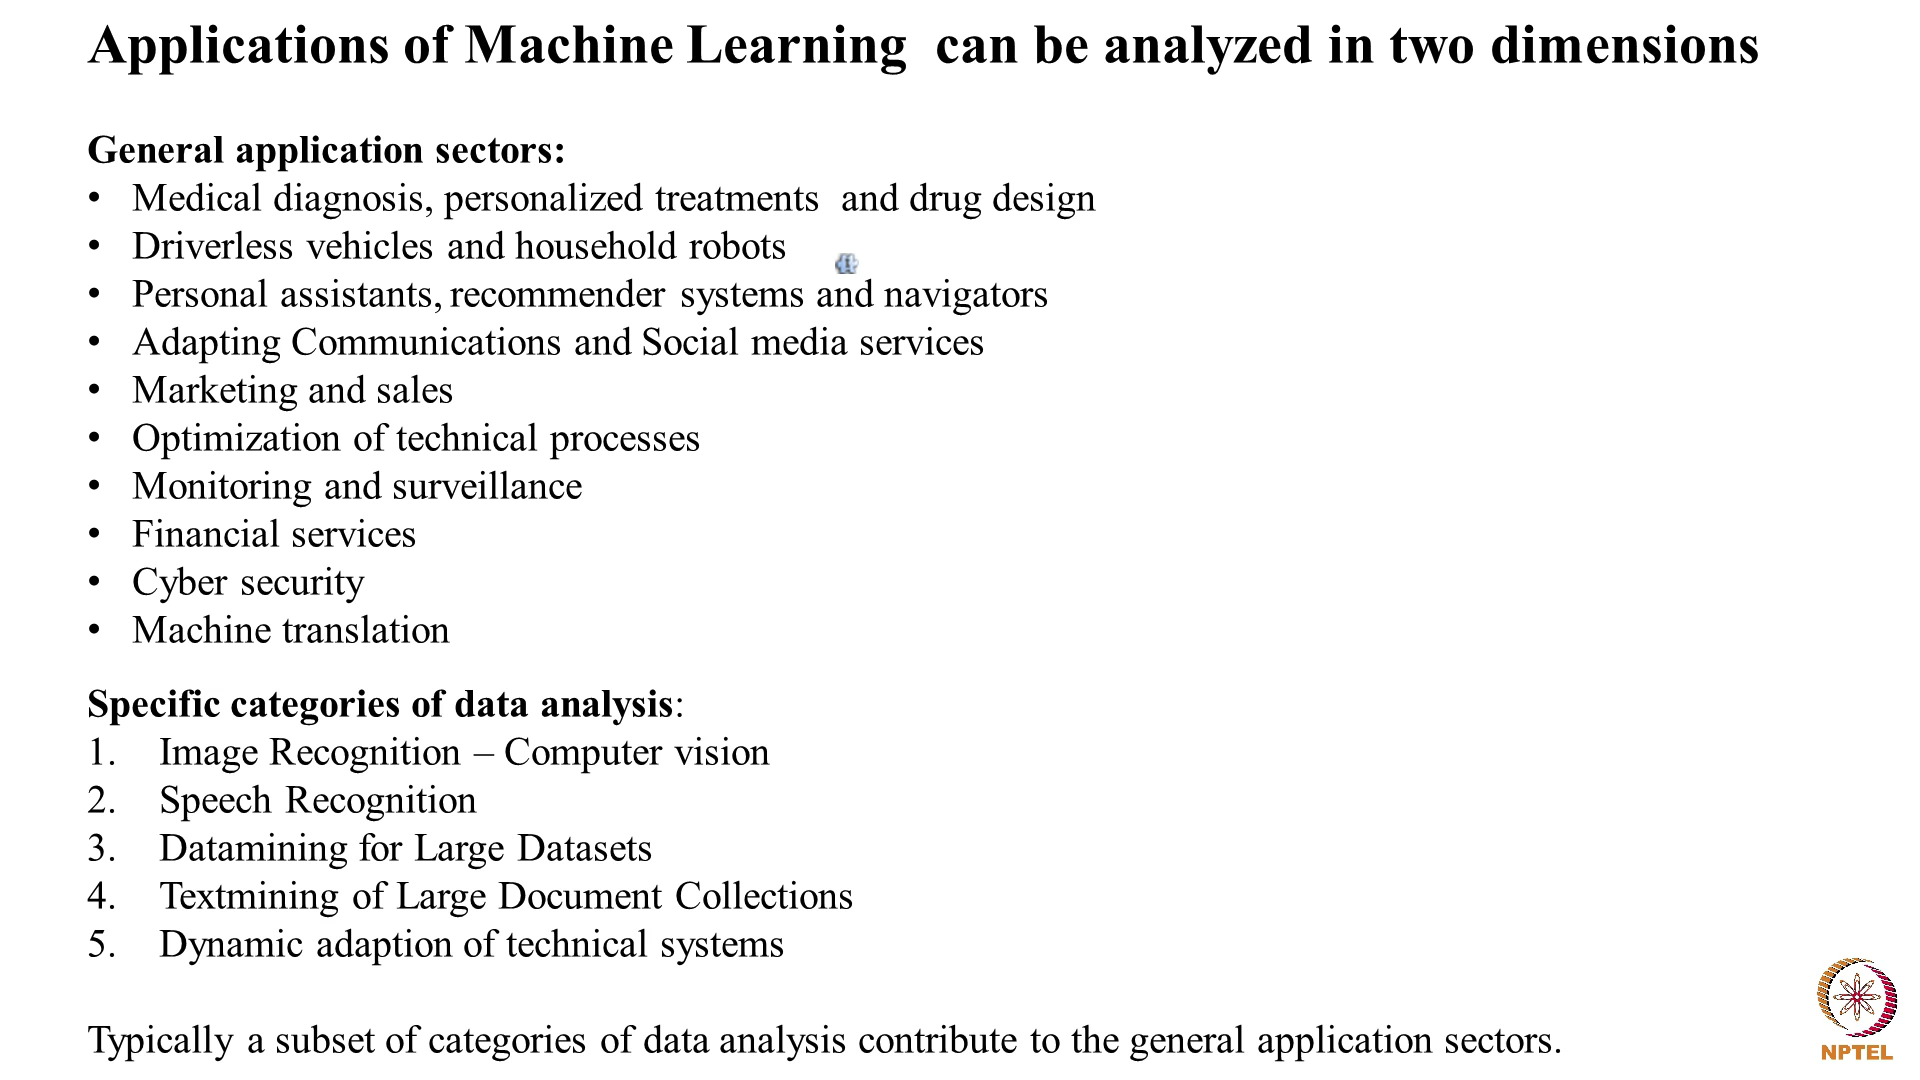 Applications of Machine Learning can be analyzed in two dimensions
General application sectors:
• Medical diagnosis, personalized treatments and drug design
• Driverless vehicles and household robots
• Personal assistants, recommender systems and navigators
• Adapting Communications and Social media services
• Marketing and sales
• Optimization of technical processes
• Monitoring and surveillance
• Financial services
• Cyber security
• Machine translation
Specific categories of data analysis:
1. Image Recognition – Computer vision
2. Speech Recognition
3. Datamining for Large Datasets
4. Textmining of Large Document Collections
5. Dynamic adaption of technical systems
Typically a subset of categories of data analysis contribute to the general application sectors.
NPTEL